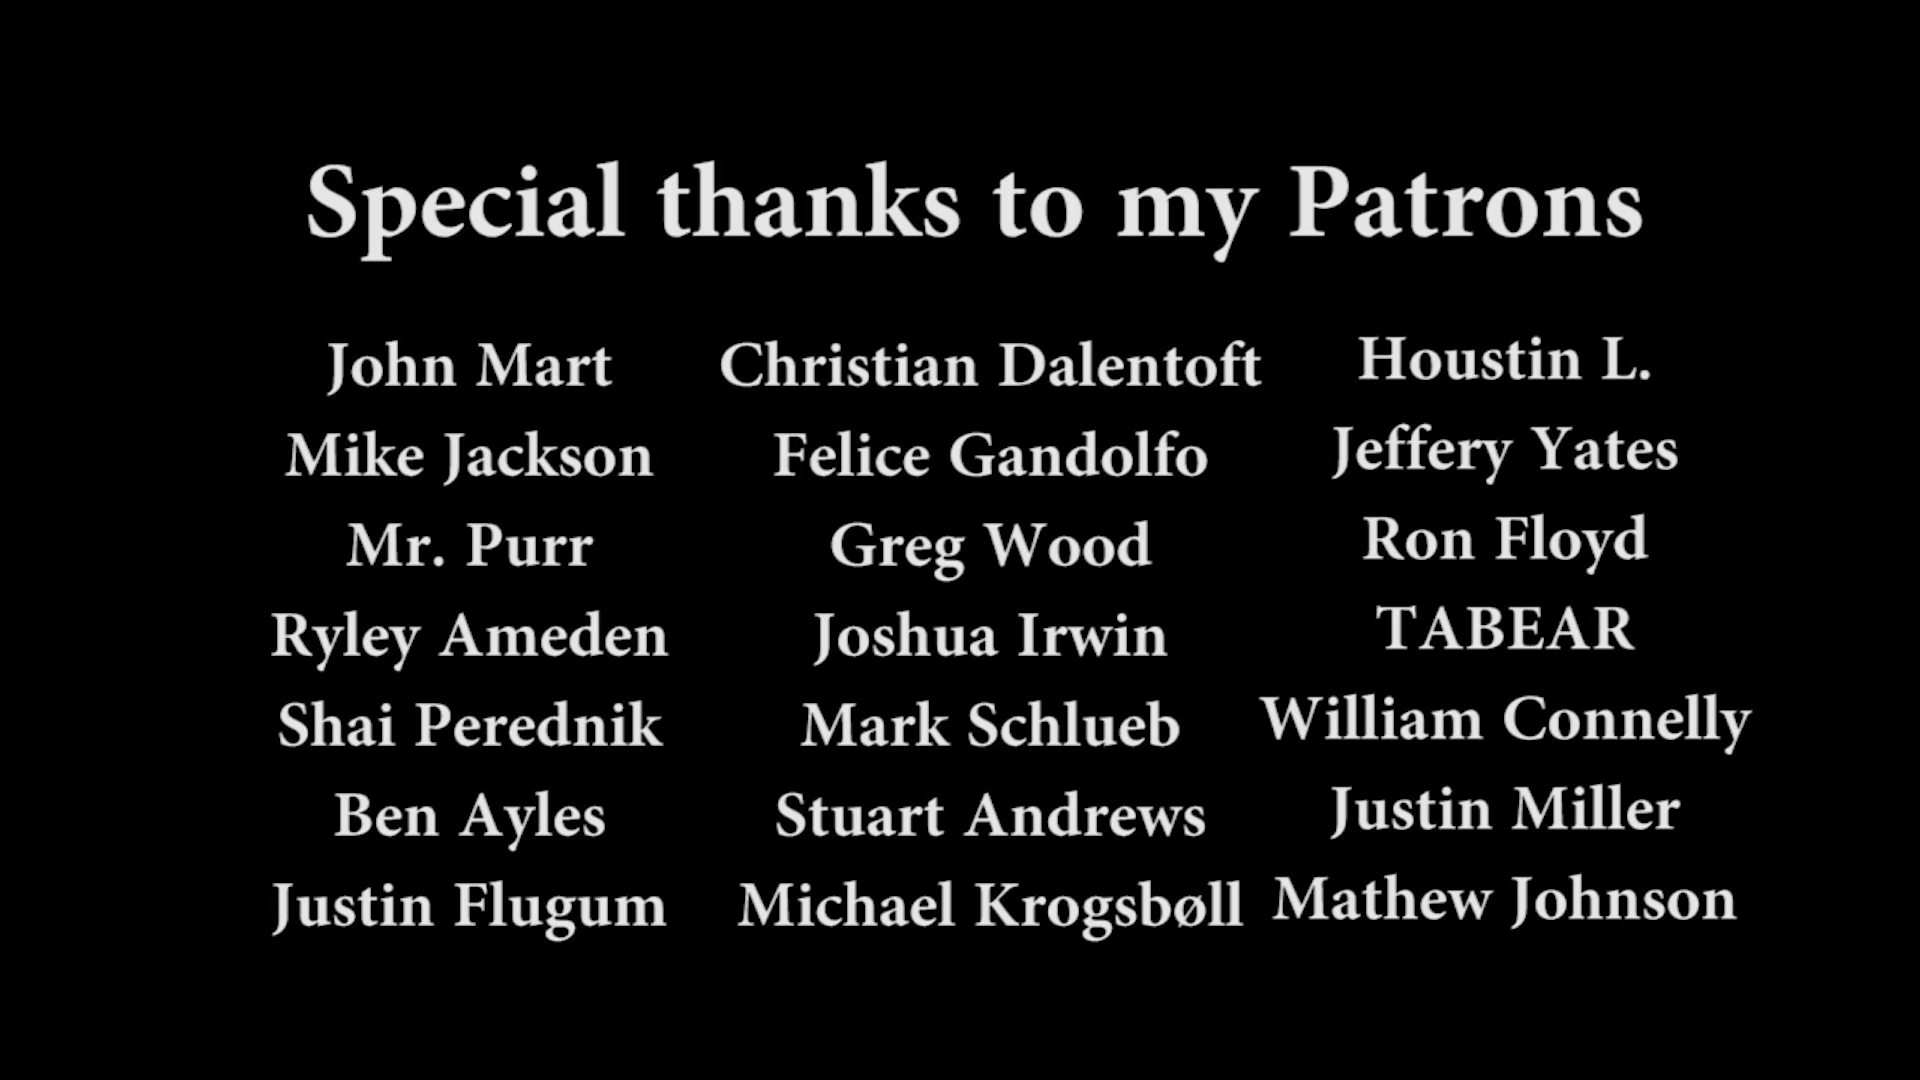 Special thanks to my Patrons
John Mart
Mike Jackson
Mr. Purr
Ryley Ameden
Shai Perednik
Ben Ayles
Justin Flugum
Christian Dalentoft
Felice Gandolfo
Greg Wood
Joshua Irwin
Mark Schlueb
Stuart Andrews
Michael Krogsbøll
Houstin L.
Jeffery Yates
Ron Floyd
TABEAR
William Connelly
Justin Miller
Mathew Johnson